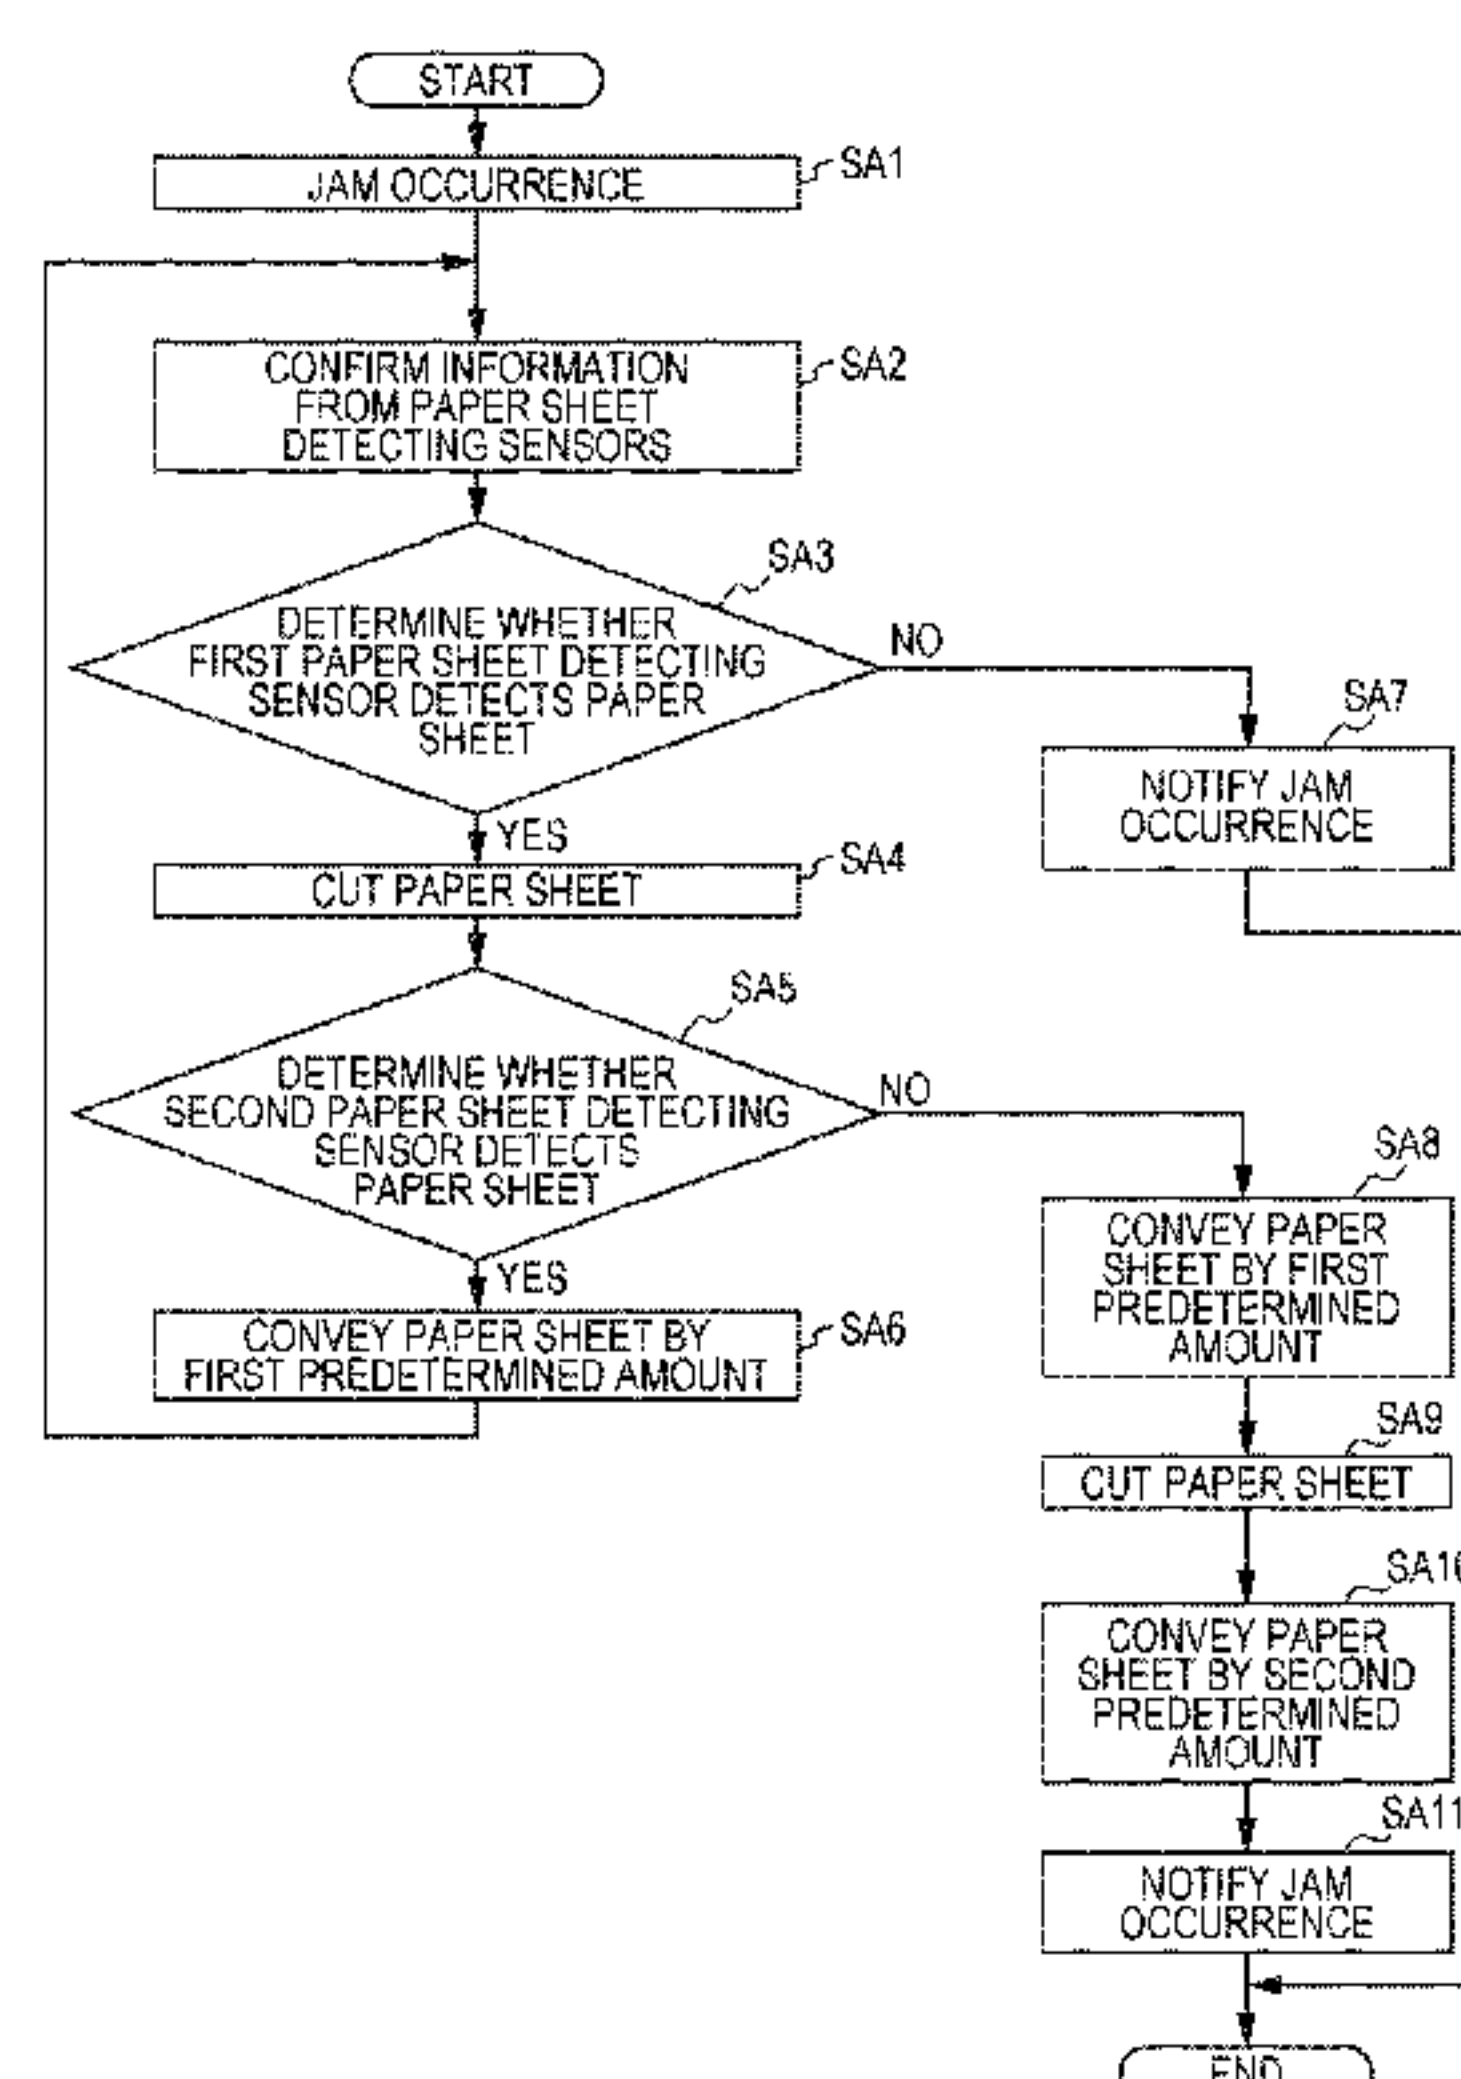 START
JAM OCCURRENCE
SA1
CONFIRM INFORMATION
FROM PAPER SHEET
DETECTING SENSORS
SA2
DETERMINE WHETHER
FIRST PAPER SHEET DETECTING
SENSOR DETECTS PAPER
SHEET
SA3
NO
YES
SA7
NOTIFY JAM
OCCURRENCE
CUT PAPER SHEET
SA4
DETERMINE WHETHER
SECOND PAPER SHEET DETECTING
SENSOR DETECTS
PAPER SHEET
SA5
NO
YES
CONVEY PAPER SHEET BY
FIRST PREDETERMINED AMOUNT
SA6
SA8
CONVEY PAPER
SHEET BY FIRST
PREDETERMINED
AMOUNT
SA9
CUT PAPER SHEET
SA10
CONVEY PAPER
SHEET BY SECOND
PREDETERMINED
AMOUNT
SA11
NOTIFY JAM
OCCURRENCE
END